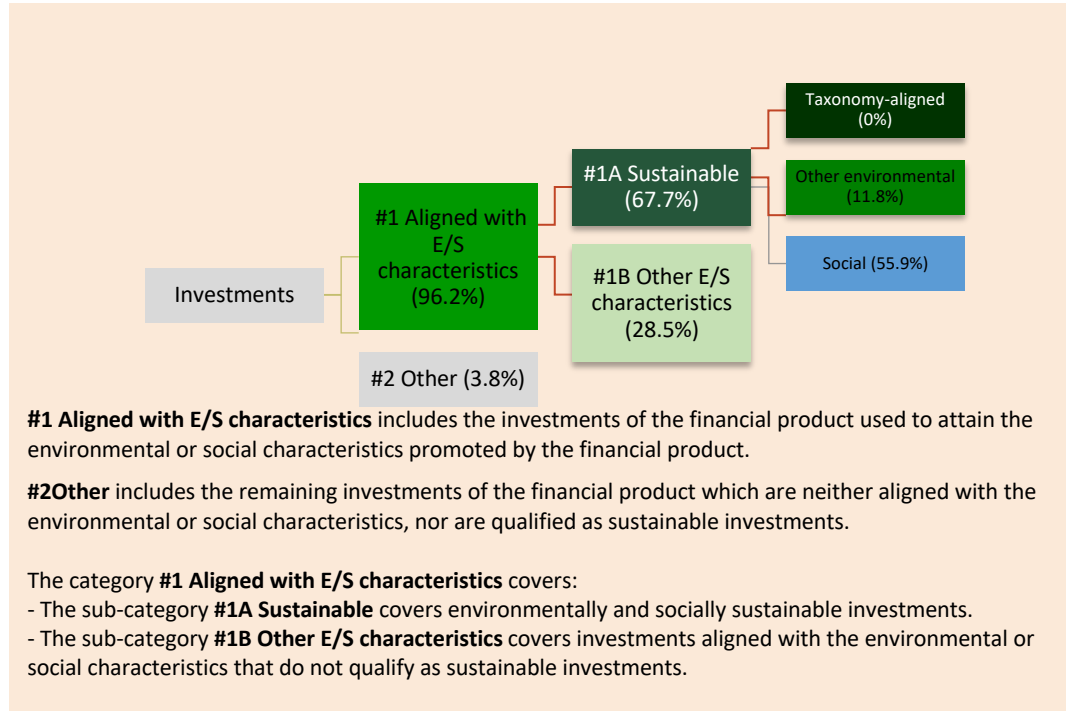 Taxonomy-aligned
(0%)
#1A Sustainable
(67.7%)
Other environmental
(11.8%)
#1 Aligned with
E/S
characteristics
(96.2%)
Social (55.9%)
#1B Other E/S
characteristics
(28.5%)
Investments
#2 Other (3.8%)
#1 Aligned with E/S characteristics includes the investments of the financial product used to attain the
environmental or social characteristics promoted by the financial product.
#2Other includes the remaining investments of the financial product which are neither aligned with the
environmental or social characteristics, nor are qualified as sustainable investments.
The category #1 Aligned with E/S characteristics covers:
- The sub-category #1A Sustainable covers environmentally and socially sustainable investments.
- The sub-category #1B Other E/S characteristics covers investments aligned with the environmental or
social characteristics that do not qualify as sustainable investments.